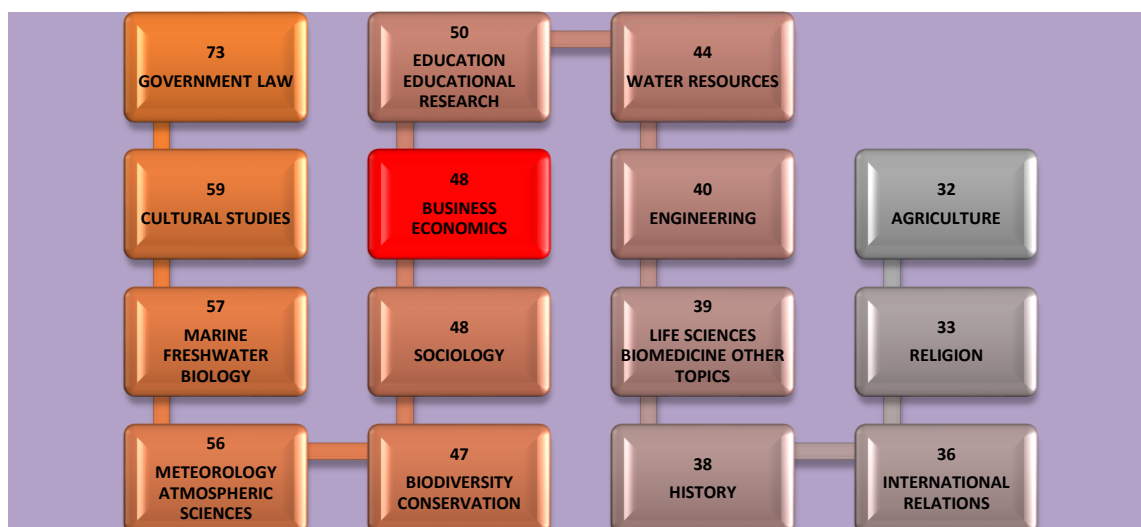 73
GOVERNMENT LAW
59
CULTURAL STUDIES
57
MARINE
FRESHWATER
BIOLOGY
56
METEOROLOGY
ATMOSPHERIC
SCIENCES
47
BIODIVERSITY
CONSERVATION
48
SOCIOLOGY
48
BUSINESS
ECONOMICS
50
EDUCATION
EDUCATIONAL
RESEARCH
44
WATER RESOURCES
40
ENGINEERING
39
LIFE SCIENCES
BIOMEDICINE OTHER
TOPICS
38
HISTORY
36
INTERNATIONAL
RELATIONS
33
RELIGION
32
AGRICULTURE